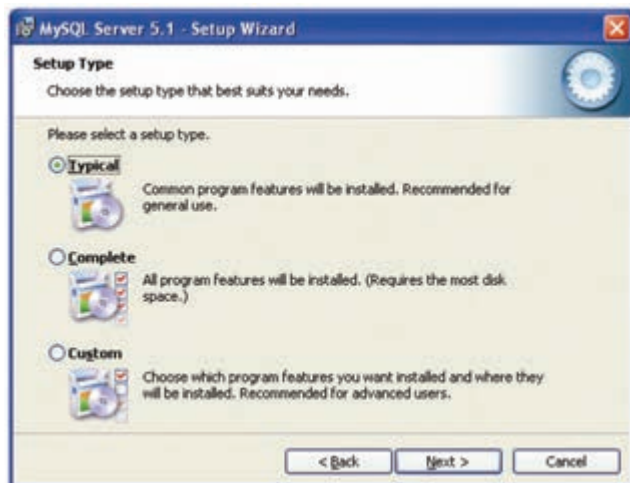 MySQL Server 5.1 - Setup Wizard
Setup Type
Choose the setup type that best suits your needs.
Please select a setup type.
Typical
Common program features will be installed. Recommended for
general use.
Complete
All program features will be installed. (Requires the most disk
space.)
Custom
Choose which program features you want installed and where they
will be installed. Recommended for advanced users.
< Back
Next >
Cancel